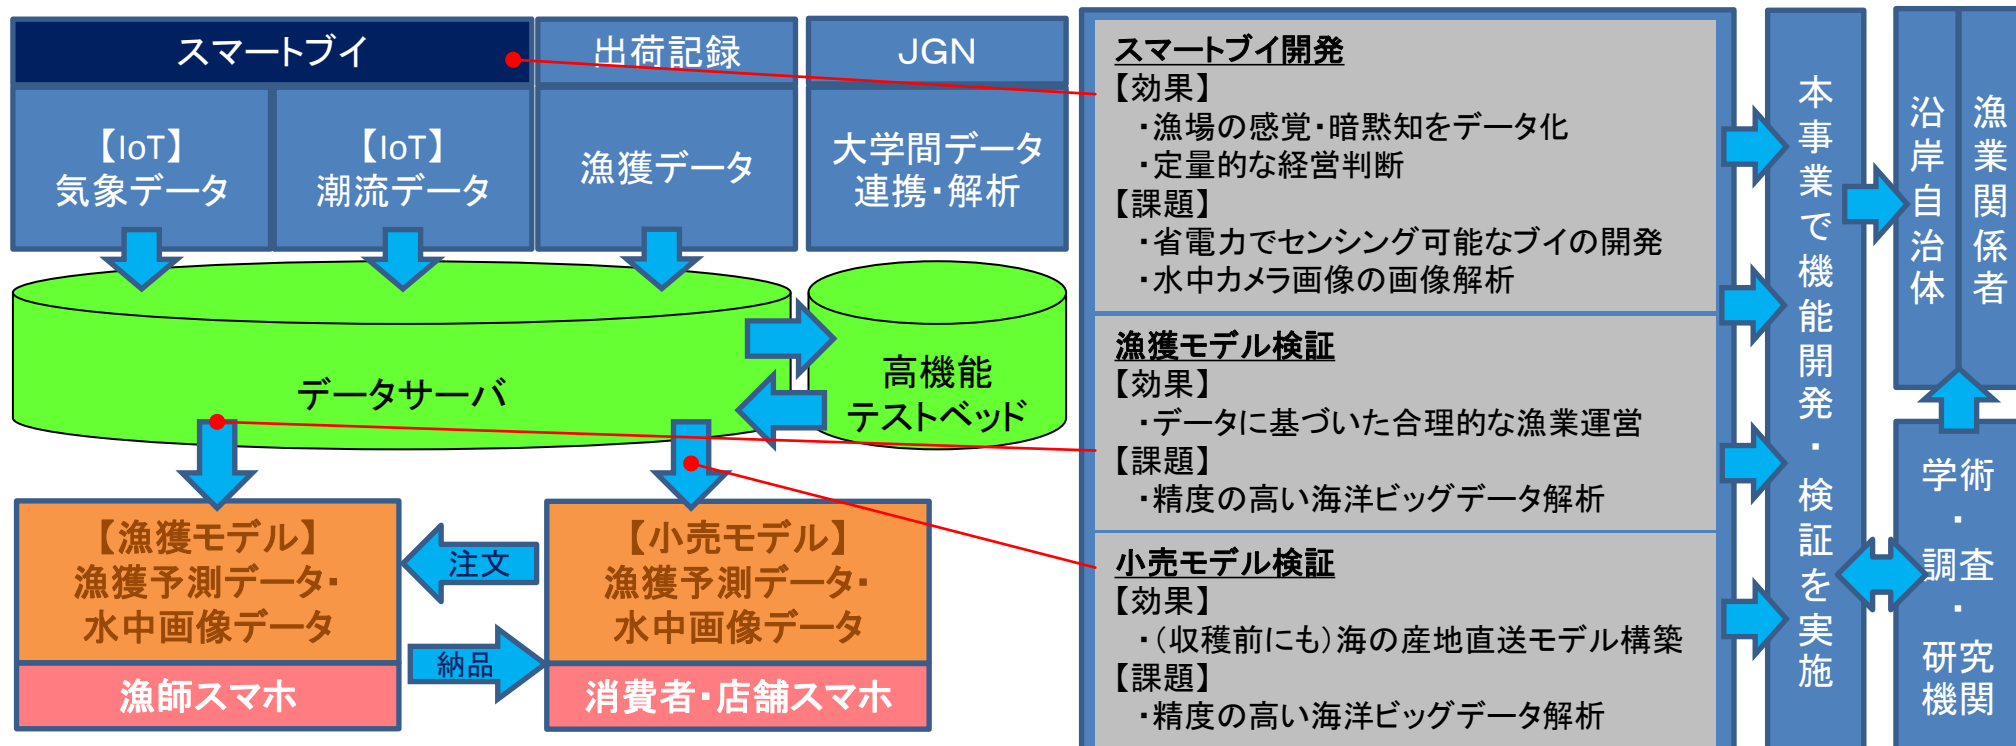 スマートブイ
出荷記録
JGN
【IoT】
気象データ
【IoT】
潮流データ
漁獲データ
大学間データ
連携・解析
データサーバ
高機能
テストベッド
【漁獲モデル】
漁獲予測データ・
水中画像データ
漁師スマホ
注文
納品
【小売モデル】
漁獲予測データ・
水中画像データ
消費者・店舗スマホ
スマートブイ開発
【効果】
・漁場の感覚・暗黙知をデータ化
・定量的な経営判断
【課題】
・省電力でセンシング可能なブイの開発
・水中カメラ画像の画像解析
漁獲モデル検証
【効果】
・データに基づいた合理的な漁業運営
【課題】
・精度の高い海洋ビッグデータ解析
小売モデル検証
【効果】
・（収穫前にも）海の産地直送モデル構築
【課題】
・精度の高い海洋ビッグデータ解析
本事業で機能開発・検証を実施
沿岸自治体
漁業関係者
学術
・
調査
・
研究
機関